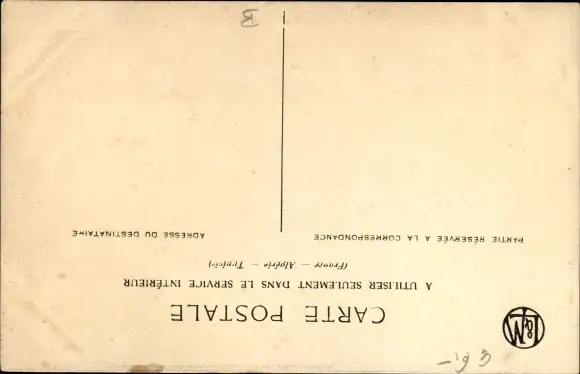 CARTE POSTALE
A UTILISER SEULEMENT DANS LE SERVICE INTÉRIEUR
(France — Algérie — Tunisie)
PARTIE RÉSERVÉE A LA CORRESPONDANCE
ADRESSE DU DESTINATAIRE